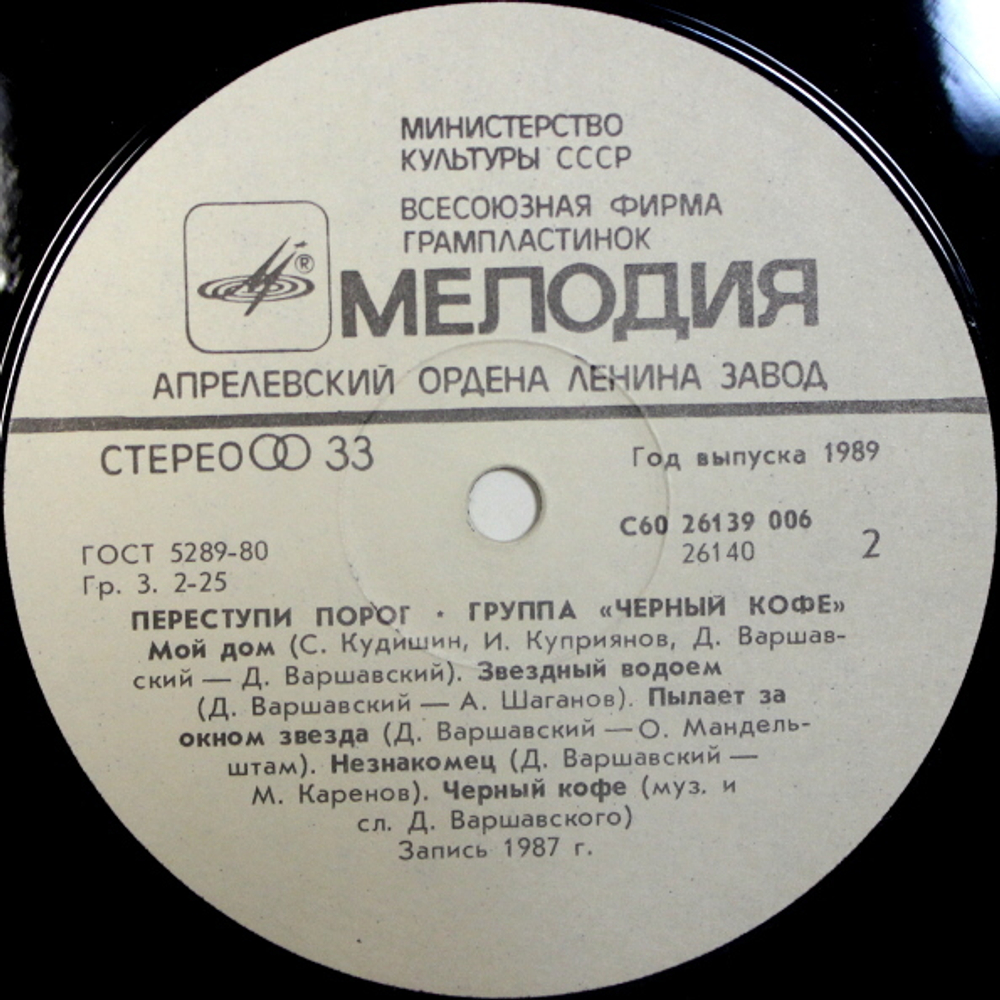 МИНИСТЕРСТВО
КУЛЬТУРЫ СССР
ВСЕСОЮЗНАЯ ФИРМА
ГРАМПЛАСТИНОК
®
МЕЛОДИЯ
АПРЕЛЕВСКИЙ ОРДЕНА ЛЕНИНА ЗАВОД
СТЕРЕО 33
Год выпуска 1989
С60 26139 006
26140
2
ГОСТ 5289-80
Гр. 3. 2-25
ПЕРЕСТУПИ ПОРОГ · ГРУППА «ЧЕРНЫЙ КОФЕ»
Мой дом (С. Кудишин, И. Куприянов, Д. Варшав-
ский — Д. Варшавский). Звездный водоем
(Д. Варшавский — А. Шаганов). Пылает за
окном звезда (Д. Варшавский — О. Мандель-
штам). Незнакомец (Д. Варшавский —
М. Каренов). Черный кофе (муз. и
сл. Д. Варшавского)
Запись 1987 г.